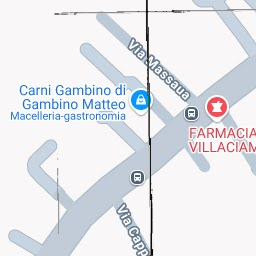 Via Massaua
Carni Gambino di
Gambino Matteo
Macelleria-gastronomia
FARMACIA
VILLACIAM
Via Capp